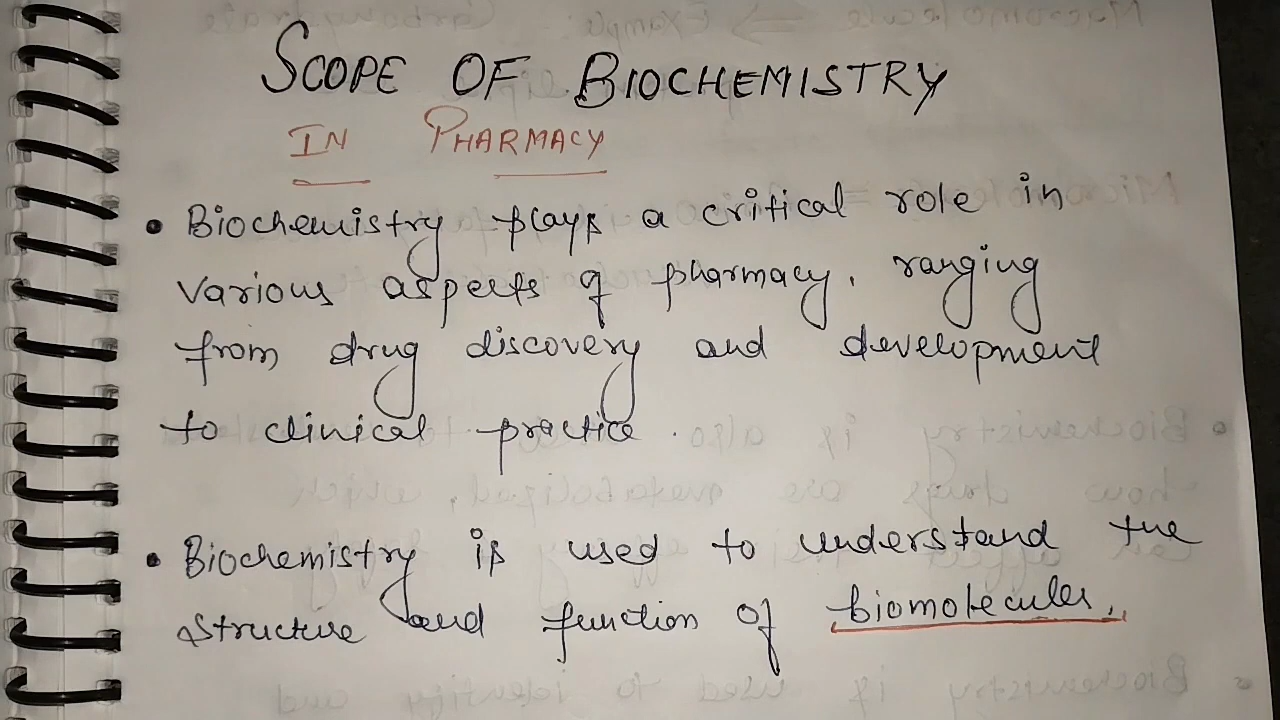 SCOPE OF BIOCHEMISTRY
IN PHARMACY
• Biochemistry plays a critical role in
various aspects of pharmacy, ranging
from drug discovery and development
to clinical practice.
• Biochemistry is used to understand the
structure and function of biomolecules,